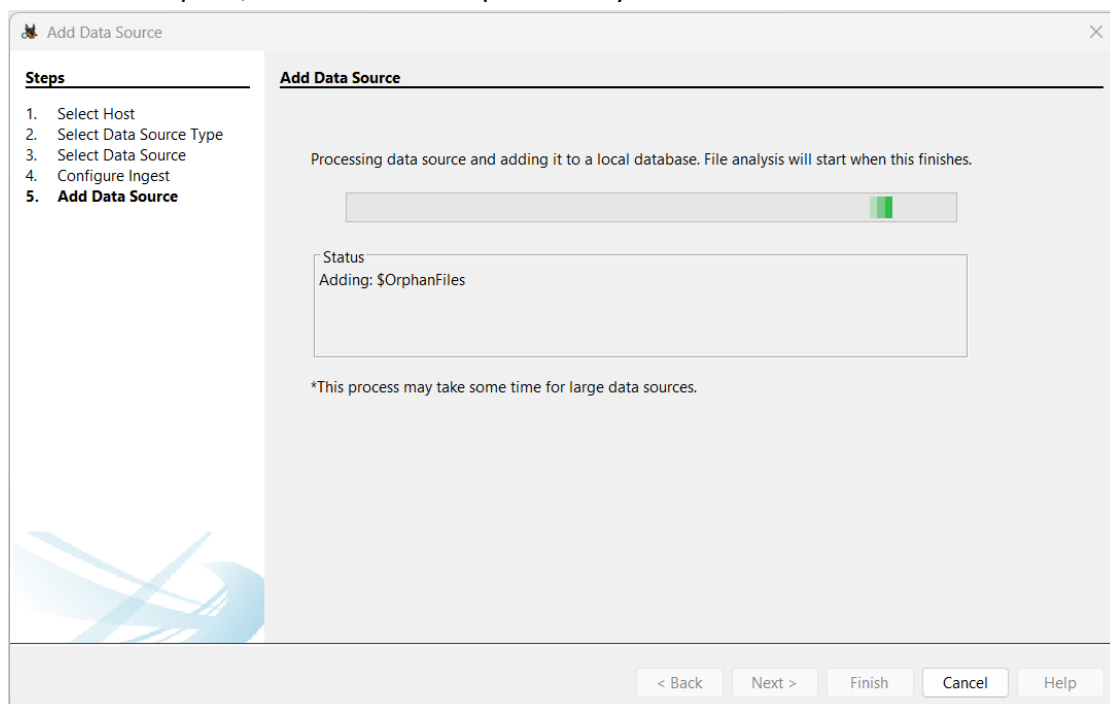 Add Data Source
Steps
1. Select Host
2. Select Data Source Type
3. Select Data Source
4. Configure Ingest
5. Add Data Source
Add Data Source
Processing data source and adding it to a local database. File analysis will start when this finishes.
Status
Adding: $OrphanFiles
*This process may take some time for large data sources.
< Back Next > Finish Cancel Help